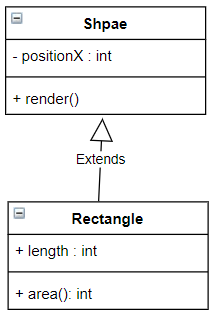 Shpae
- positionX : int
+ render()
Extends
Rectangle
+ length : int
+ area(): int